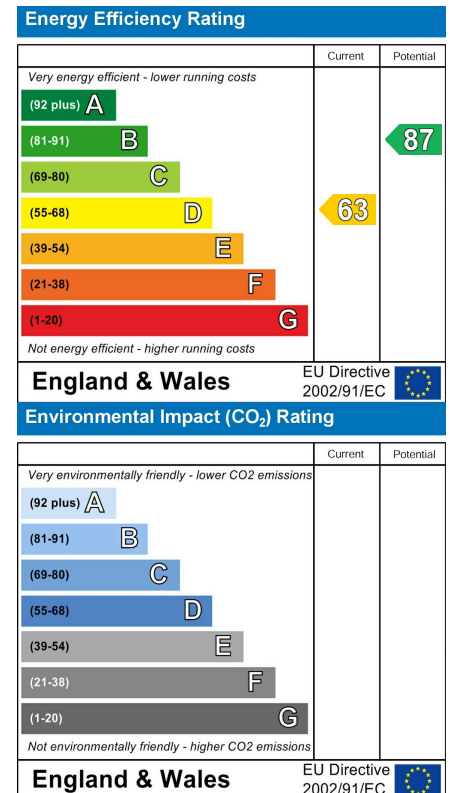 Energy Efficiency Rating
Current Potential
Very energy efficient - lower running costs
(92 plus) A
(81-91) B
87
(69-80) C
(55-68) D
63
(39-54) E
(21-38) F
(1-20) G
Not energy efficient - higher running costs
England & Wales
EU Directive
2002/91/EC
Environmental Impact (CO₂) Rating
Current Potential
Very environmentally friendly - lower CO2 emissions
(92 plus) A
(81-91) B
(69-80) C
(55-68) D
(39-54) E
(21-38) F
(1-20) G
Not environmentally friendly - higher CO2 emissions
England & Wales
EU Directive
2002/91/EC